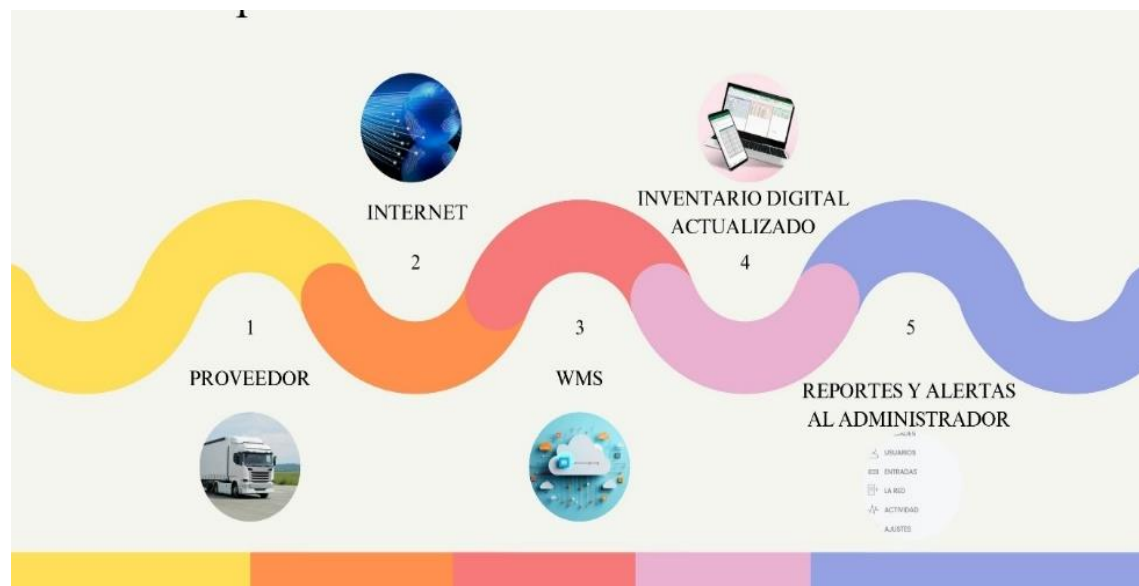 INTERNET
2
INVENTARIO DIGITAL
ACTUALIZADO
4
1
PROVEEDOR
3
WMS
5
REPORTES Y ALERTAS
AL ADMINISTRADOR
USUARIOS
ENTRADAS
LA RED
ACTIVIDAD
AJUSTES